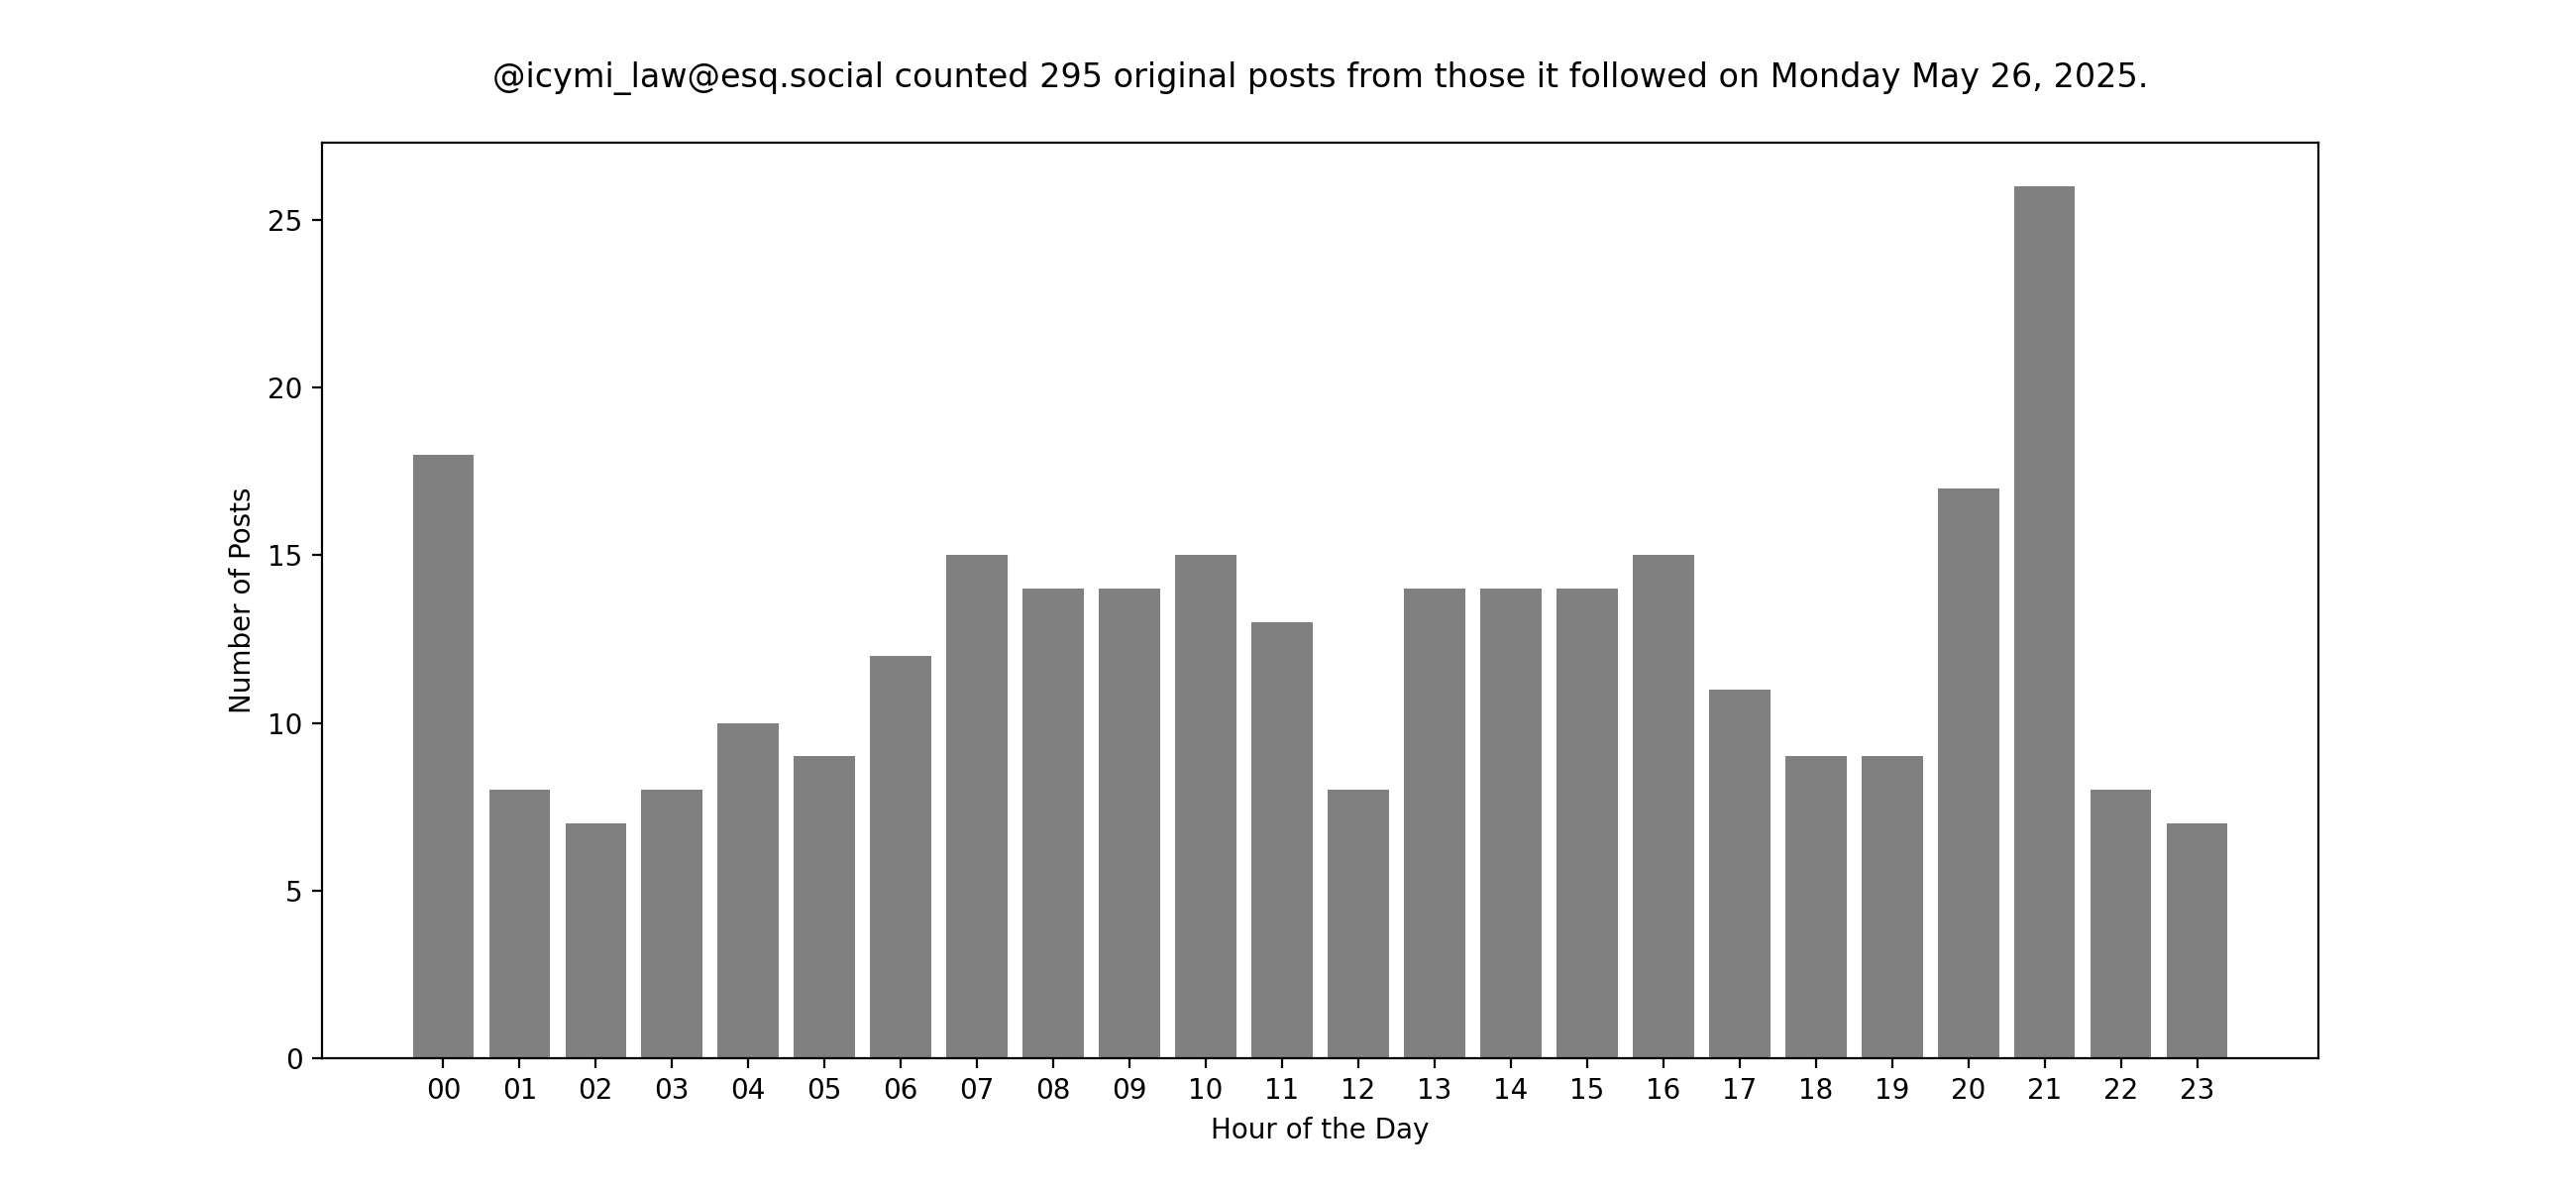 @icymi_law@esq.social counted 295 original posts from those it followed on Monday May 26, 2025.
Number of Posts
25
20
15
10
5
0
00 01 02 03 04 05 06 07 08 09 10 11 12 13 14 15 16 17 18 19 20 21 22 23
Hour of the Day